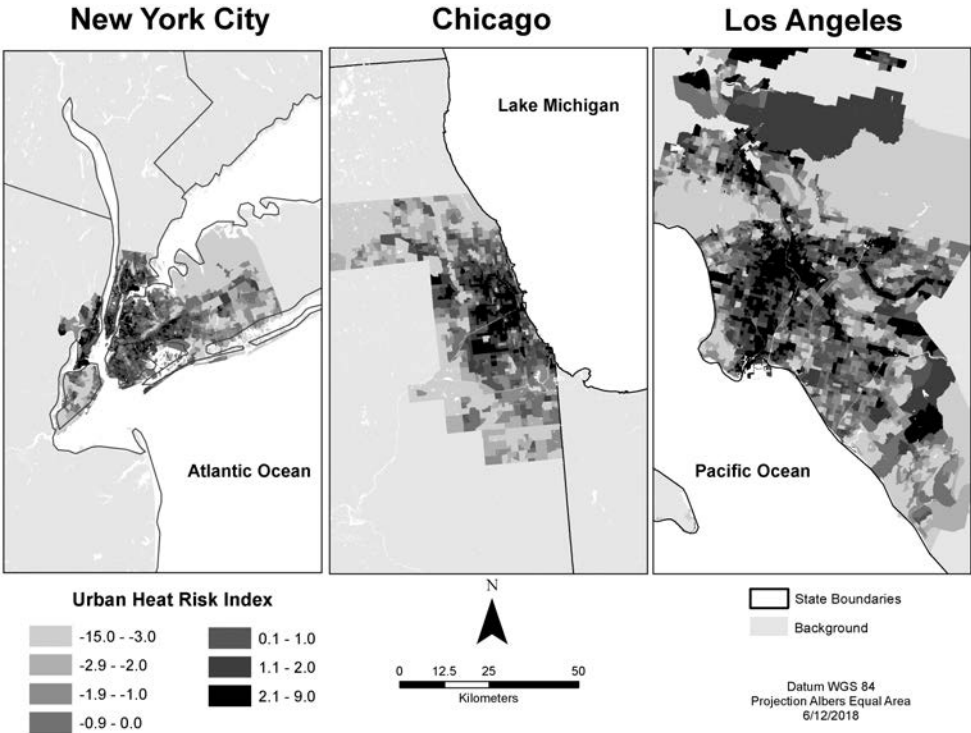 New York City
Chicago
Los Angeles
Lake Michigan
Atlantic Ocean
Pacific Ocean
Urban Heat Risk Index
-15.0 - -3.0
-2.9 - -2.0
-1.9 - -1.0
-0.9 - 0.0
0.1 - 1.0
1.1 - 2.0
2.1 - 9.0
N
0 12.5 25 50
Kilometers
State Boundaries
Background
Datum WGS 84
Projection Albers Equal Area
6/12/2018